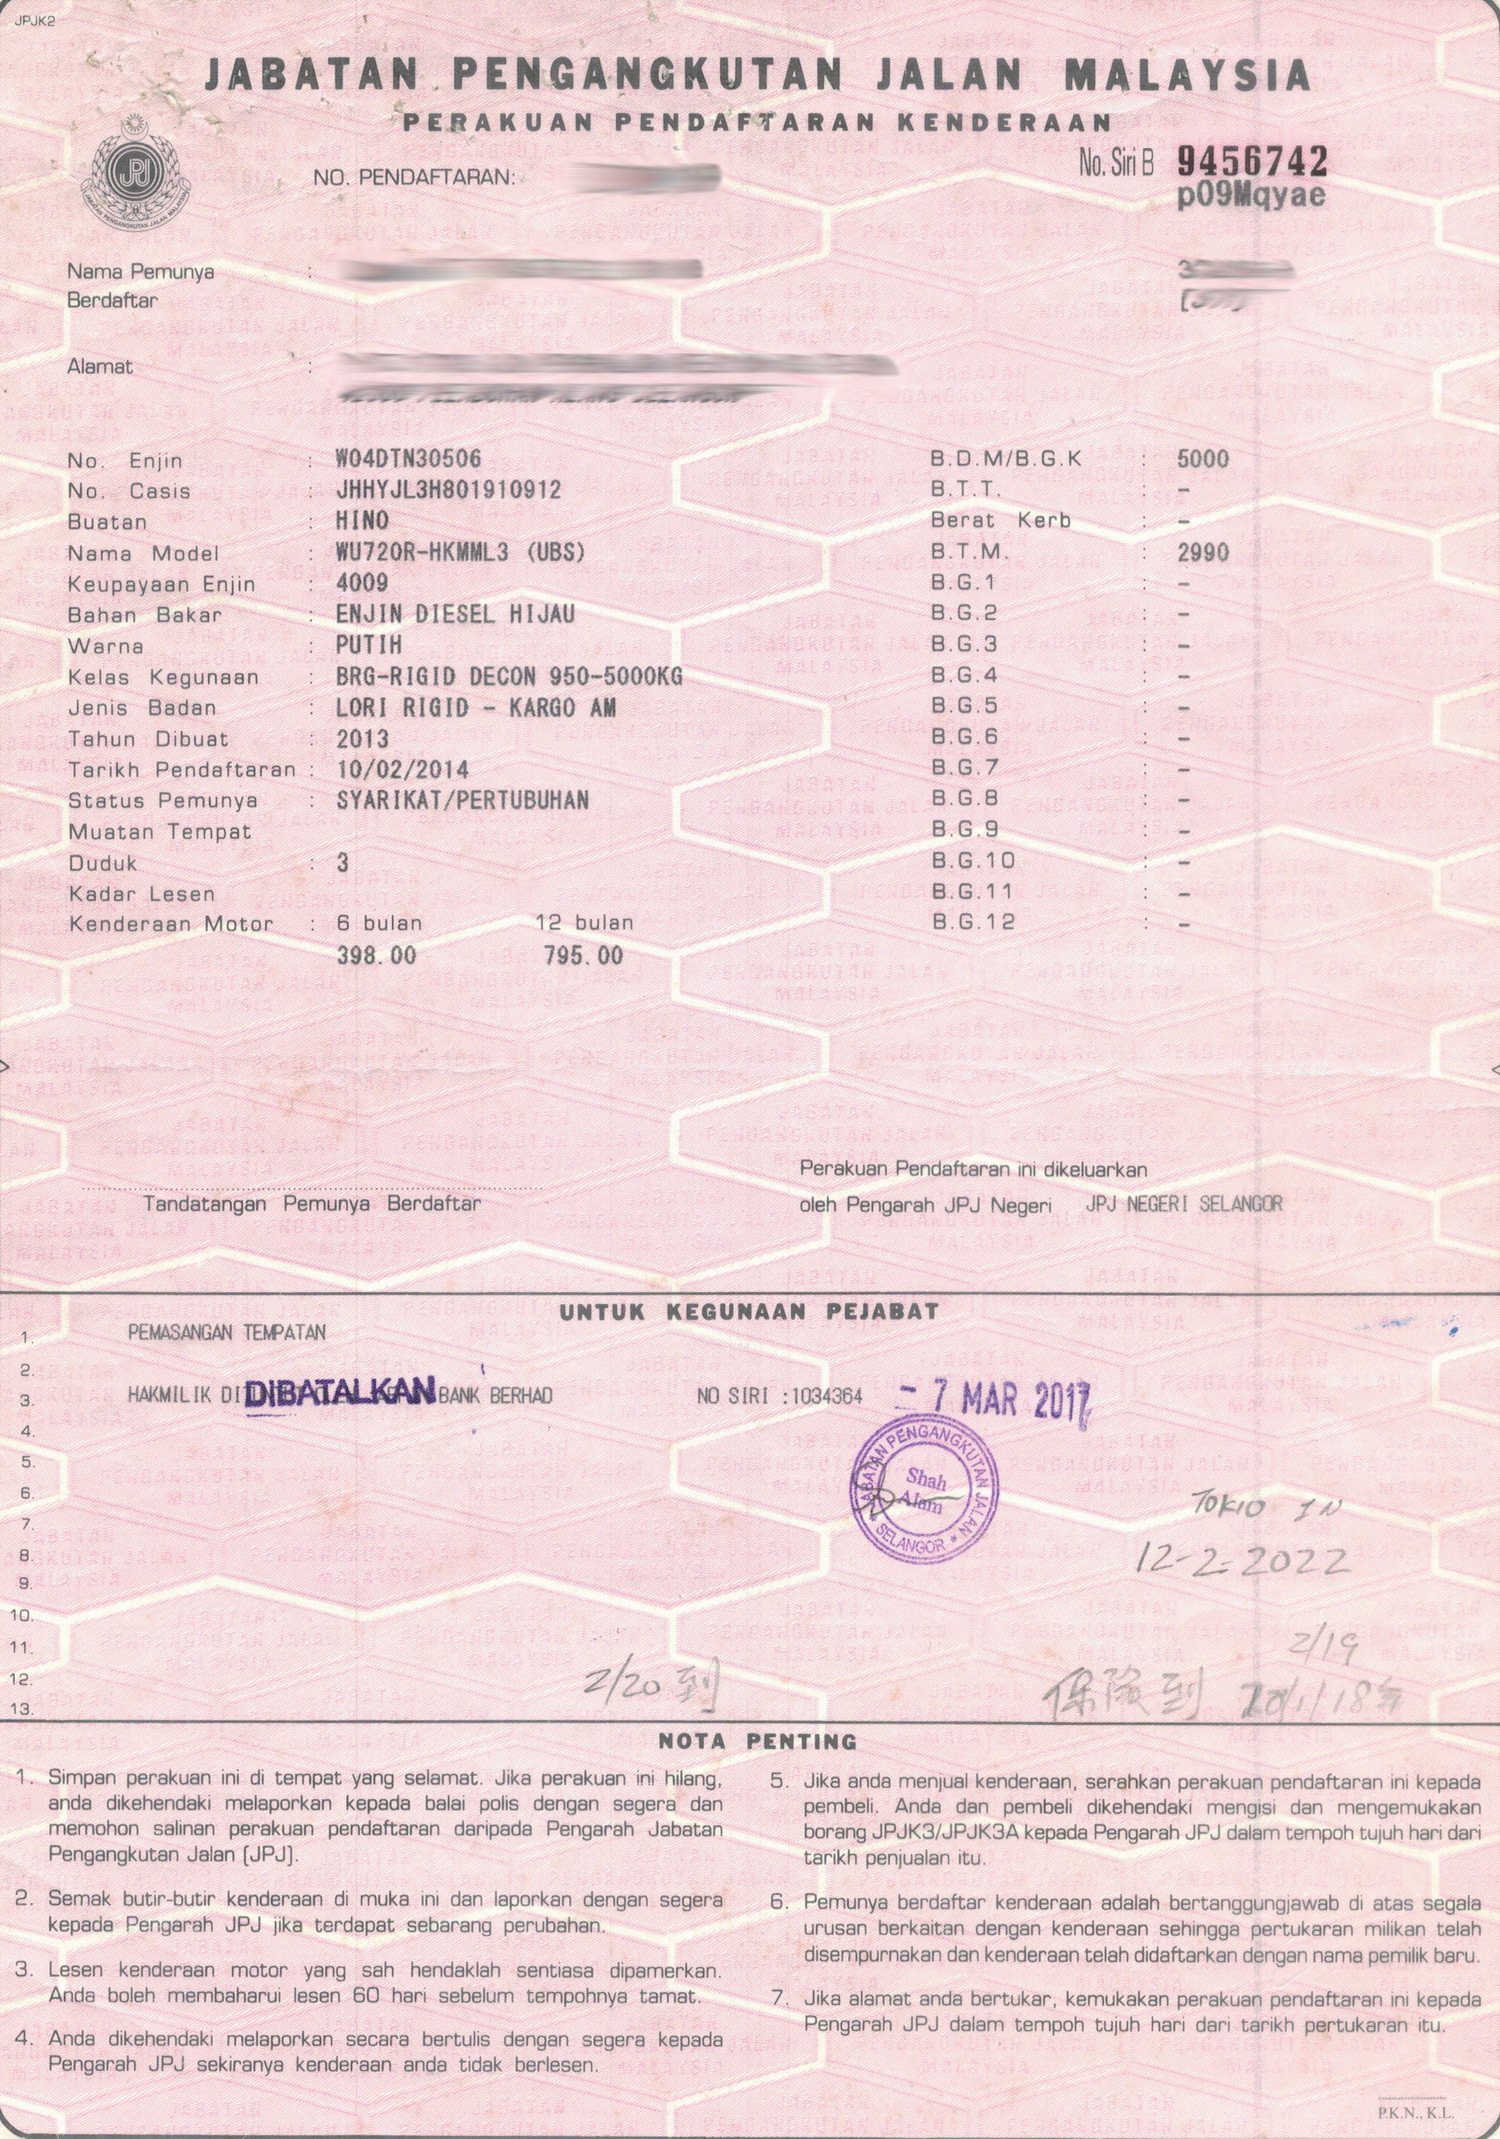 JPJK2
JABATAN PENGANGKUTAN JALAN MALAYSIA
PERAKUAN PENDAFTARAN KENDERAAN
NO. PENDAFTARAN:
No. Siri B 9456742
p09Mqyae
JPJ
JABATAN PENGANGKUTAN JALAN MALAYSIA
Nama Pemunya :
Berdaftar
Alamat :
No. Enjin : W04DTN30506
B.D.M/B.G.K : 5000
No. Casis : JHHYJL3H801910912
B.T.T. : -
Buatan : HINO
Berat Kerb : -
Nama Model : WU720R-HKMML3 (UBS)
B.T.M. : 2990
Keupayaan Enjin : 4009
B.G.1 : -
Bahan Bakar : ENJIN DIESEL HIJAU
B.G.2 : -
Warna : PUTIH
B.G.3 : -
Kelas Kegunaan : BRG-RIGID DECON 950-5000KG
B.G.4 : -
Jenis Badan : LORI RIGID - KARGO AM
B.G.5 : -
Tahun Dibuat : 2013
B.G.6 : -
Tarikh Pendaftaran : 10/02/2014
B.G.7 : -
Status Pemunya : SYARIKAT/PERTUBUHAN
B.G.8 : -
Muatan Tempat
B.G.9 : -
Duduk : 3
B.G.10 : -
Kadar Lesen
B.G.11 : -
Kenderaan Motor : 6 bulan 12 bulan
B.G.12 : -
398.00 795.00
Perakuan Pendaftaran ini dikeluarkan
Tandatangan Pemunya Berdaftar
oleh Pengarah JPJ Negeri JPJ NEGERI SELANGOR
UNTUK KEGUNAAN PEJABAT
1. PEMASANGAN TEMPATAN
2.
3. HAKMILIK DIBATALKAN BANK BERHAD NO SIRI :1034364 - 7 MAR 2017
4.
5.
6.
7.
8.
9.
10.
11.
12.
13.
JABATAN PENGANGKUTAN JALAN
Shah
Alam
* SELANGOR *
TOKIO IN
12-2-2022
2/19
2/20 到
保险到 /1/18年
NOTA PENTING
1. Simpan perakuan ini di tempat yang selamat. Jika perakuan ini hilang,
anda dikehendaki melaporkan kepada balai polis dengan segera dan
memohon salinan perakuan pendaftaran daripada Pengarah Jabatan
Pengangkutan Jalan (JPJ).
2. Semak butir-butir kenderaan di muka ini dan laporkan dengan segera
kepada Pengarah JPJ jika terdapat sebarang perubahan.
3. Lesen kenderaan motor yang sah hendaklah sentiasa dipamerkan.
Anda boleh membaharui lesen 60 hari sebelum tempohnya tamat.
4. Anda dikehendaki melaporkan secara bertulis dengan segera kepada
Pengarah JPJ sekiranya kenderaan anda tidak berlesen.
5. Jika anda menjual kenderaan, serahkan perakuan pendaftaran ini kepada
pembeli. Anda dan pembeli dikehendaki mengisi dan mengemukakan
borang JPJK3/JPJK3A kepada Pengarah JPJ dalam tempoh tujuh hari dari
tarikh penjualan itu.
6. Pemunya berdaftar kenderaan adalah bertanggungjawab di atas segala
urusan berkaitan dengan kenderaan sehingga pertukaran milikan telah
disempurnakan dan kenderaan telah didaftarkan dengan nama pemilik baru.
7. Jika alamat anda bertukar, kemukakan perakuan pendaftaran ini kepada
Pengarah JPJ dalam tempoh tujuh hari dari tarikh pertukaran itu.
P.K.N., K.L.